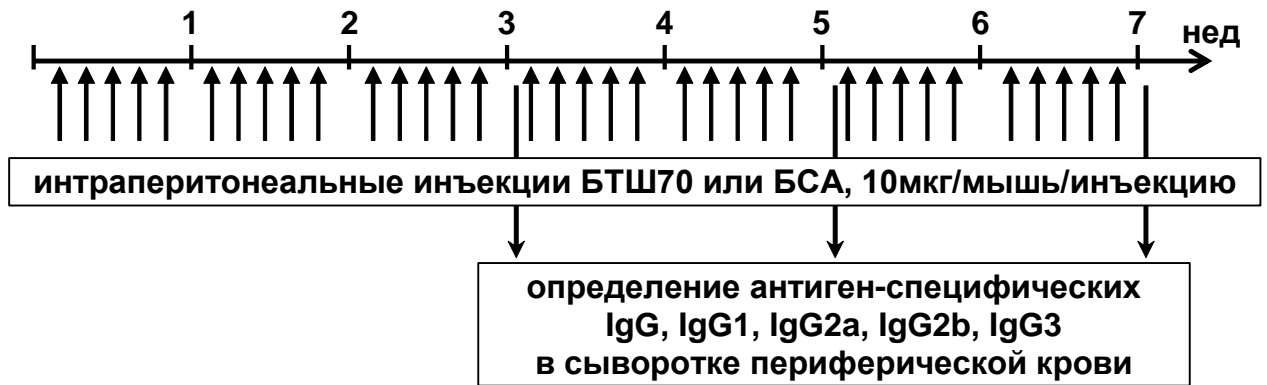 1 2 3 4 5 6 7 нед
интраперитонеальные инъекции БТШ70 или БСА, 10мкг/мышь/инъекцию
определение антиген-специфических
IgG, IgG1, IgG2a, IgG2b, IgG3
в сыворотке периферической крови